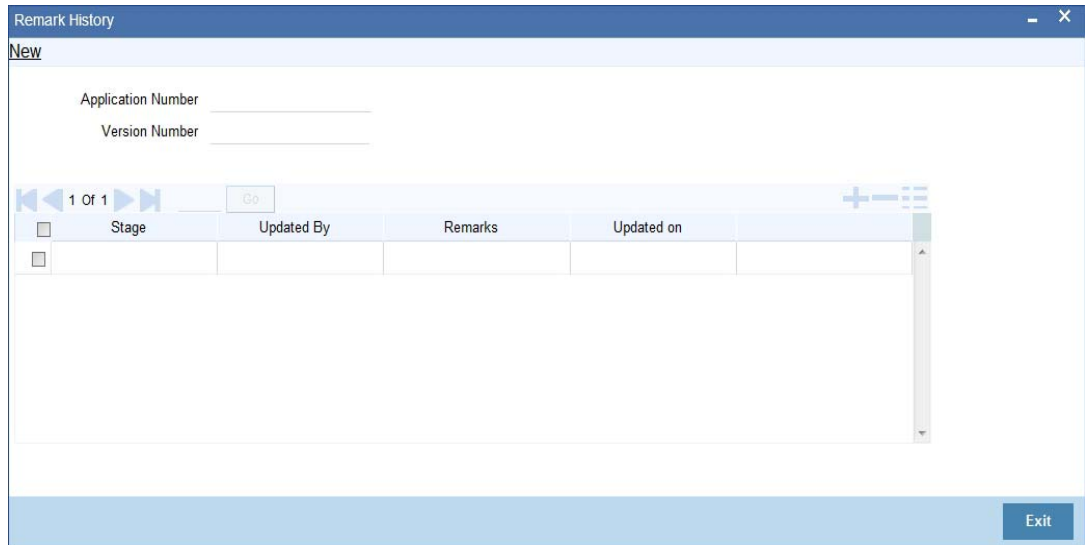 Remark History
New
Application Number
Version Number
1 Of 1 Go
Stage Updated By Remarks Updated on
Exit